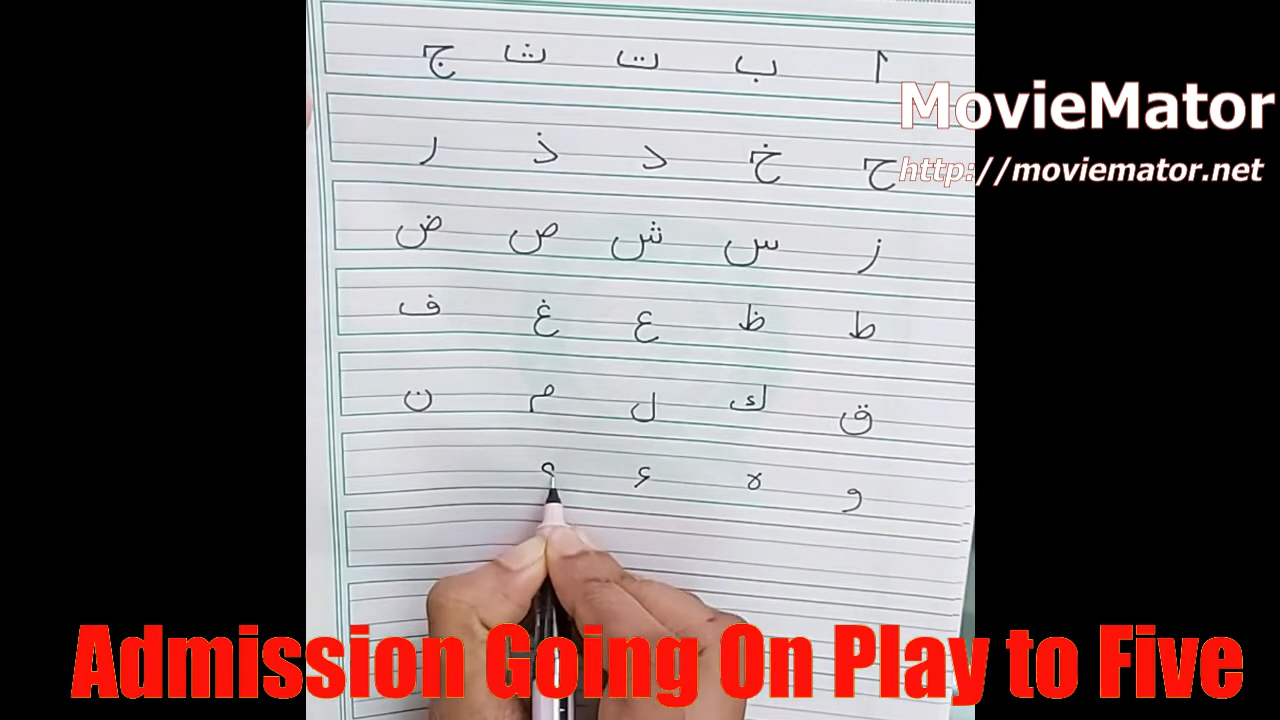 ا ب ت ث ج
MovieMator
ح خ د ذ ر
http://moviemator.net
ز س ش ص ض
ط ظ ع غ ف
ق ك ل م ن
و ه ء
Admission Going On Play to Five